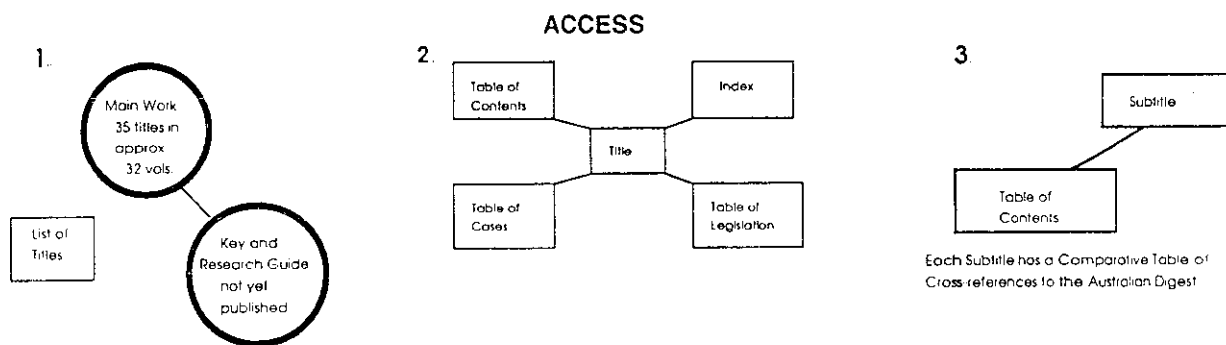 ACCESS
1.
Main Work
35 titles in
approx
32 vols.
List of
Titles
Key and
Research Guide
not yet
published
2.
Table of
Contents
Index
Title
Table of
Cases
Table of
Legislation
3.
Subtitle
Table of
Contents
Each Subtitle has a Comparative Table of
Cross-references to the Australian Digest